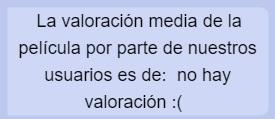 La valoración media de la
película por parte de nuestros
usuarios es de:  no hay
valoración :(